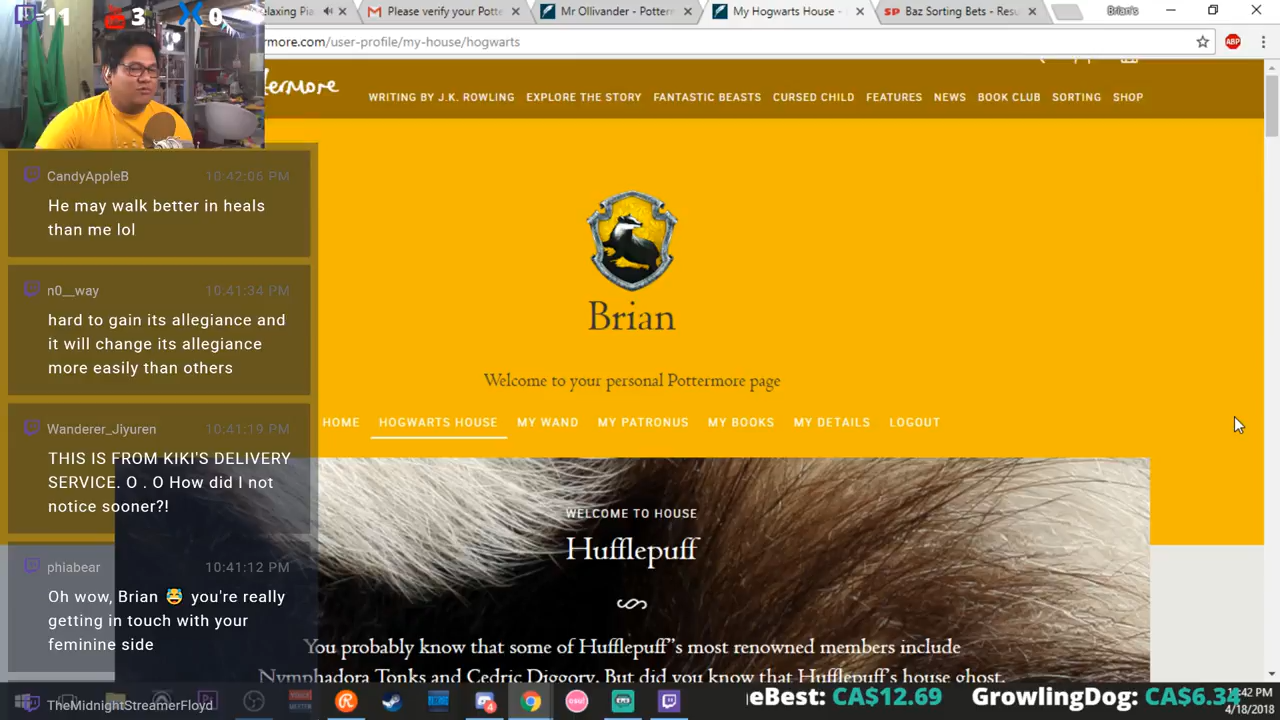 11 3 0
elaxing Pia
Please verify your Potte
Mr Ollivander - Potterm
My Hogwarts House -
Baz Sorting Bets - Resu
Brian's
rmore.com/user-profile/my-house/hogwarts
ABP
termore
WRITING BY J.K. ROWLING EXPLORE THE STORY FANTASTIC BEASTS CURSED CHILD FEATURES NEWS BOOK CLUB SORTING SHOP
CandyAppleB 10:42:06 PM
He may walk better in heals
than me lol
n0__way 10:41:34 PM
hard to gain its allegiance and
it will change its allegiance
more easily than others
Wanderer_Jiyuren 10:41:19 PM
THIS IS FROM KIKI'S DELIVERY
SERVICE. O . O How did I not
notice sooner?!
phiabear 10:41:12 PM
Oh wow, Brian 😂 you're really
getting in touch with your
feminine side
TheMidnightStreamerFloyd
Brian
Welcome to your personal Pottermore page
HOME HOGWARTS HOUSE MY WAND MY PATRONUS MY BOOKS MY DETAILS LOGOUT
WELCOME TO HOUSE
Hufflepuff
You probably know that some of Hufflepuff's most renowned members include
Nymphadora Tonks and Cedric Diggory. But did you know that Hufflepuff's house ghost,
eBest: CA$12.69 GrowlingDog: CA$6.34
:42 PM
4/18/2018